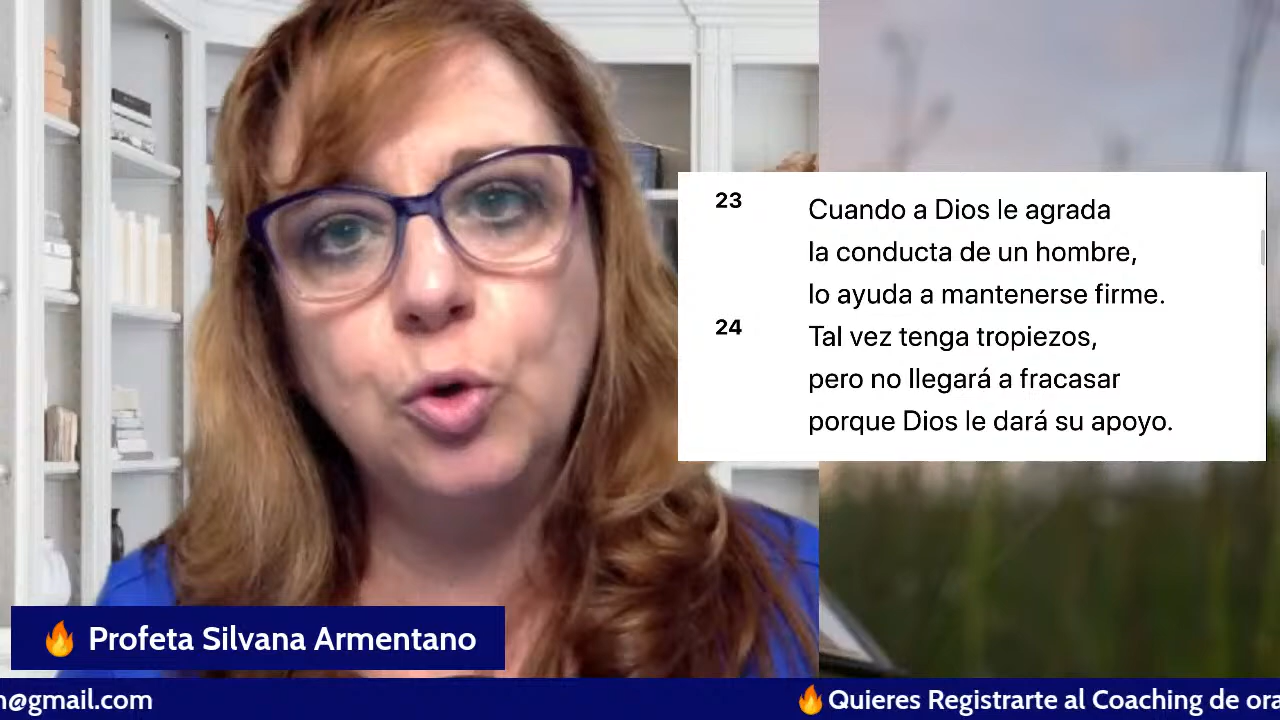 23
Cuando a Dios le agrada
la conducta de un hombre,
lo ayuda a mantenerse firme.
24
Tal vez tenga tropiezos,
pero no llegará a fracasar
porque Dios le dará su apoyo.
🔥 Profeta Silvana Armentano
@gmail.com
🔥Quieres Registrarte al Coaching de